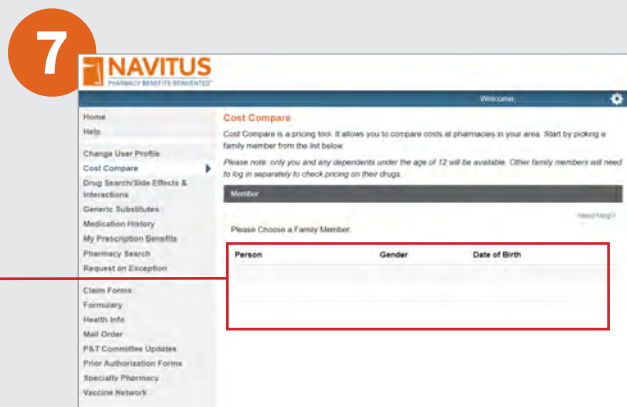 7
NAVITUS
PHARMACY BENEFITS REINVENTED
Welcome,
Home
Help
Change User Profile
Cost Compare
Drug Search/Side Effects &
Interactions
Generic Substitutes
Medication History
My Prescription Benefits
Pharmacy Search
Request an Exception
Claim Forms
Formulary
Health Info
Mail Order
P&T Committee Updates
Prior Authorization Forms
Specialty Pharmacy
Vaccine Network
Cost Compare
Cost Compare is a pricing tool. It allows you to compare costs at pharmacies in your area. Start by picking a
family member from the list below.
Please note: only you and any dependents under the age of 12 will be available. Other family members will need
to log in separately to check pricing on their drugs.
Member
Need Help?
Please Choose a Family Member
Person Gender Date of Birth